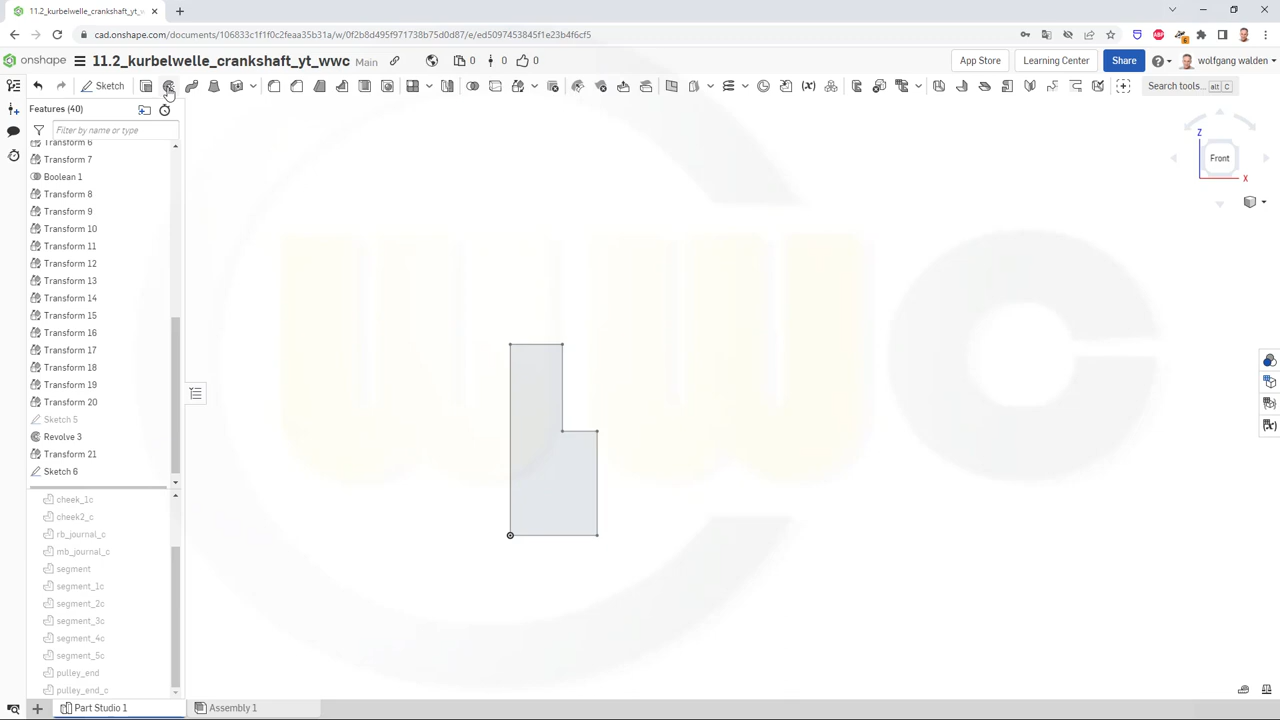 11.2_kurbelwelle_crankshaft_yt_
cad.onshape.com/documents/106833c1f1f0c2f3864b35b31a/w/0f2b8d495f971738b75d0d87/e/ed5097453845f1e23b4f6cf5
onshape
11.2_kurbelwelle_crankshaft_yt_wwc Main
0
0
0
App Store
Learning Center
Share
wolfgang walden
Sketch
Search tools... alt C
Features (40)
Filter by name or type
Transform 6
Transform 7
Boolean 1
Transform 8
Transform 9
Transform 10
Transform 11
Transform 12
Transform 13
Transform 14
Transform 15
Transform 16
Transform 17
Transform 18
Transform 19
Transform 20
Sketch 5
Revolve 3
Transform 21
Sketch 6
cheek_1c
cheek2_c
rb_journal_c
mb_journal_c
segment
segment_1c
segment_2c
segment_3c
segment_4c
segment_5c
pulley_end
pulley_end_c
Z
Front
X
wwc
Part Studio 1
Assembly 1